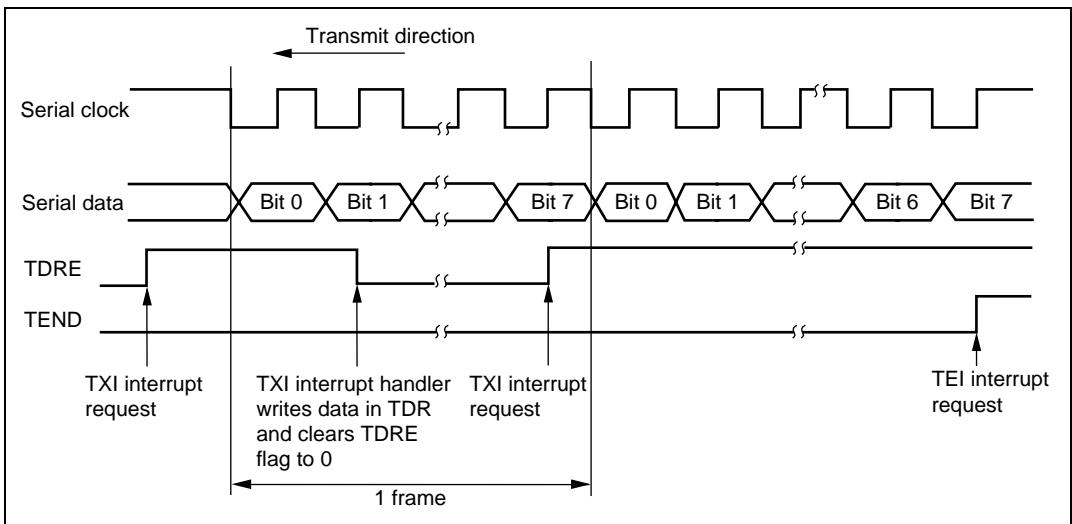 Transmit direction
Serial clock
Serial data
Bit 0 Bit 1 Bit 7 Bit 0 Bit 1 Bit 6 Bit 7
TDRE
TEND
TXI interrupt
request
TXI interrupt handler
writes data in TDR
and clears TDRE
flag to 0
TXI interrupt
request
TEI interrupt
request
1 frame